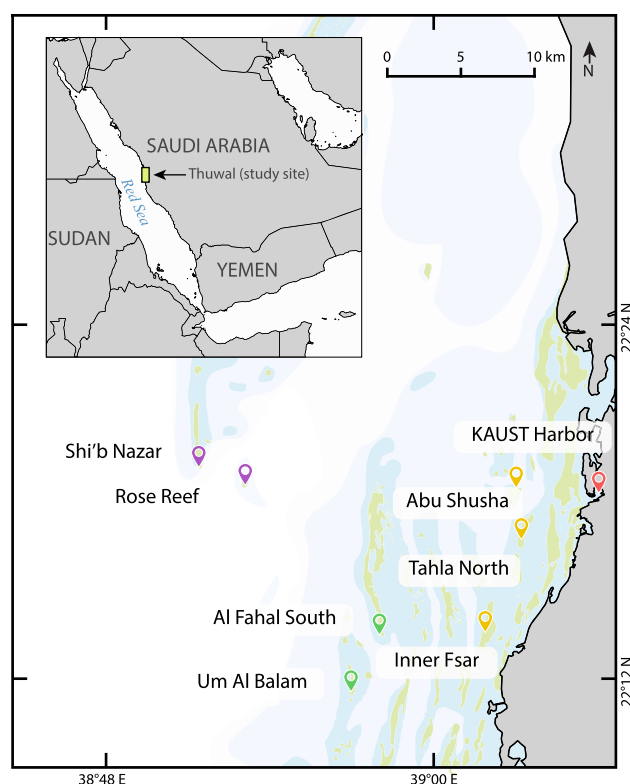 0 5 10 km
N
SAUDI ARABIA
Thuwal (study site)
Red Sea
SUDAN
YEMEN
22°24 N
KAUST Harbor
Shi’b Nazar
Rose Reef
Abu Shusha
Tahla North
Al Fahal South
Inner Fsar
Um Al Balam
22°12 N
38°48 E 39°00 E